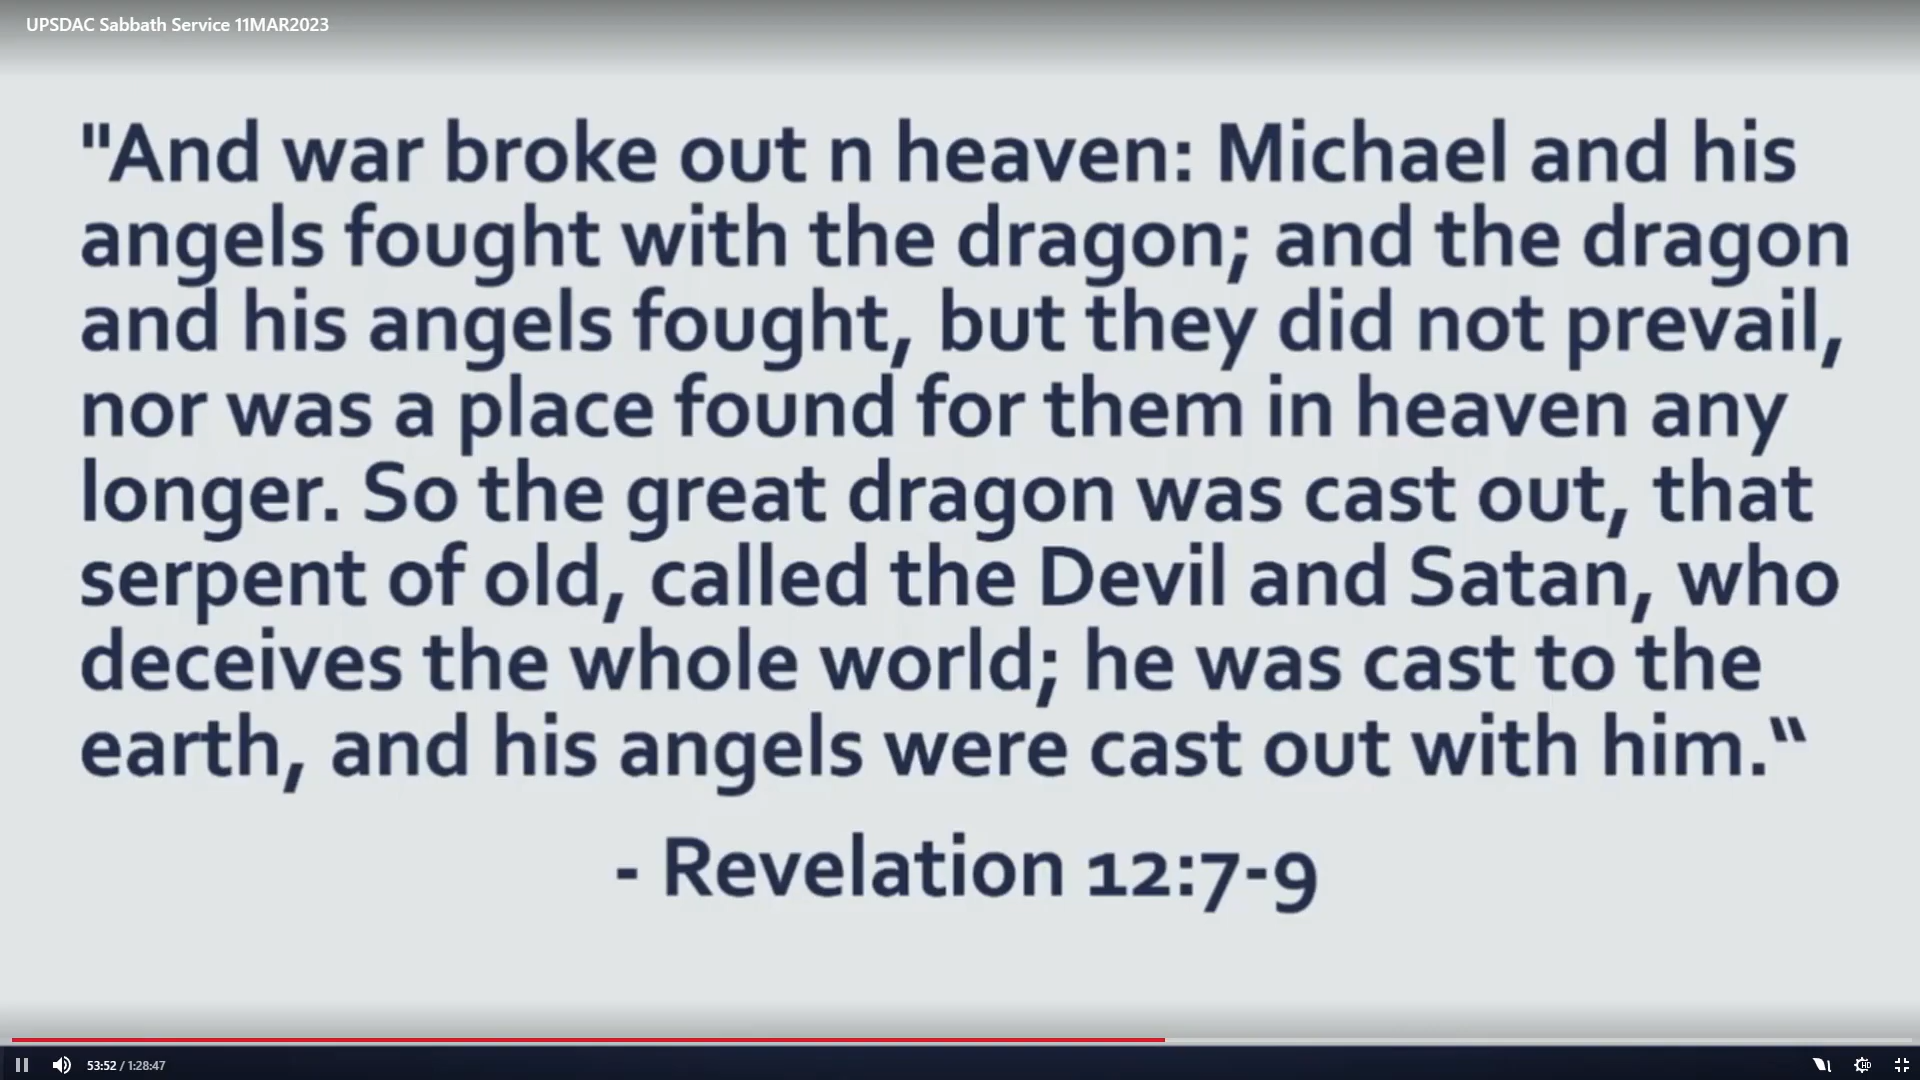 UPSDAC Sabbath Service 11MAR2023
"And war broke out n heaven: Michael and his
angels fought with the dragon; and the dragon
and his angels fought, but they did not prevail,
nor was a place found for them in heaven any
longer. So the great dragon was cast out, that
serpent of old, called the Devil and Satan, who
deceives the whole world; he was cast to the
earth, and his angels were cast out with him.“
- Revelation 12:7-9
53:52 / 1:28:47
HD